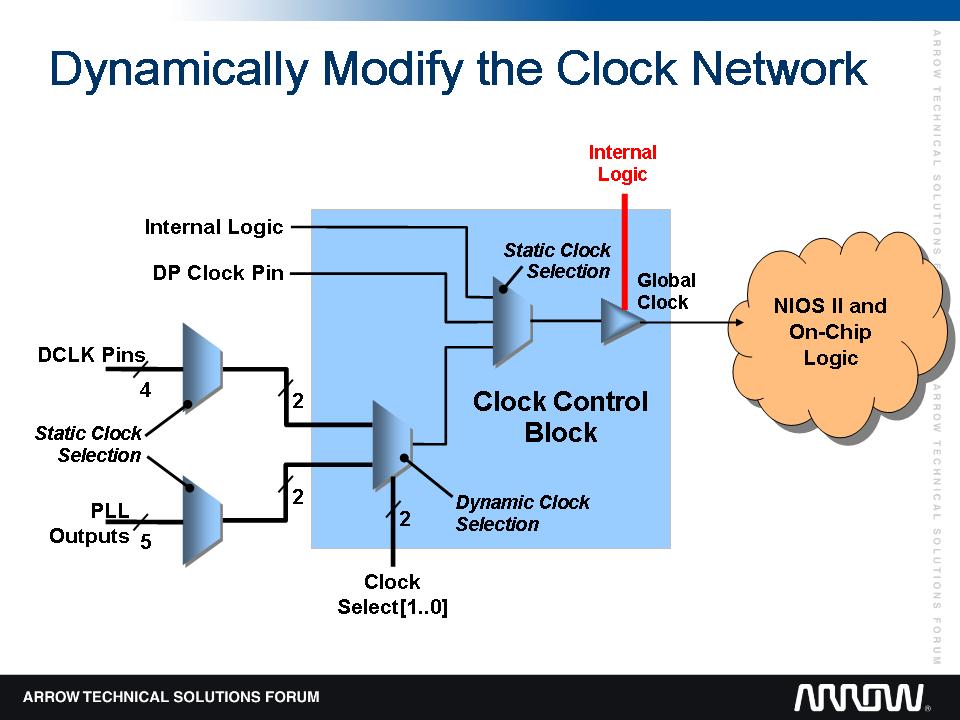 Dynamically Modify the Clock Network
ARROW TECHNICAL SOLUTIONS FORUM
Internal
Logic
Internal Logic
Static Clock
Selection
DP Clock Pin
Global
Clock
NIOS II and
On-Chip
Logic
DCLK Pins
4
2
Clock Control
Block
Static Clock
Selection
2
Dynamic Clock
Selection
PLL
Outputs
5
2
Clock
Select[1..0]
ARROW TECHNICAL SOLUTIONS FORUM
ARROW TECHNICAL SOLUTIONS FORUM
ARROW®